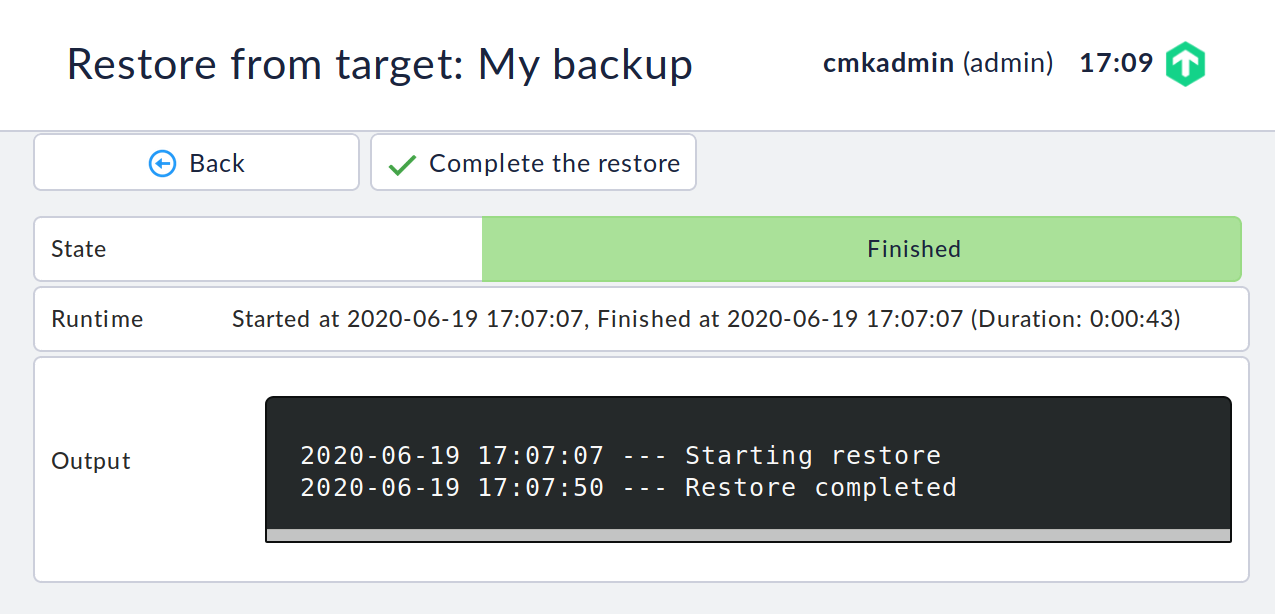 Restore from target: My backup
cmkadmin (admin) 17:09
Back
Complete the restore
State
Finished
Runtime
Started at 2020-06-19 17:07:07, Finished at 2020-06-19 17:07:07 (Duration: 0:00:43)
Output
2020-06-19 17:07:07 --- Starting restore
2020-06-19 17:07:50 --- Restore completed